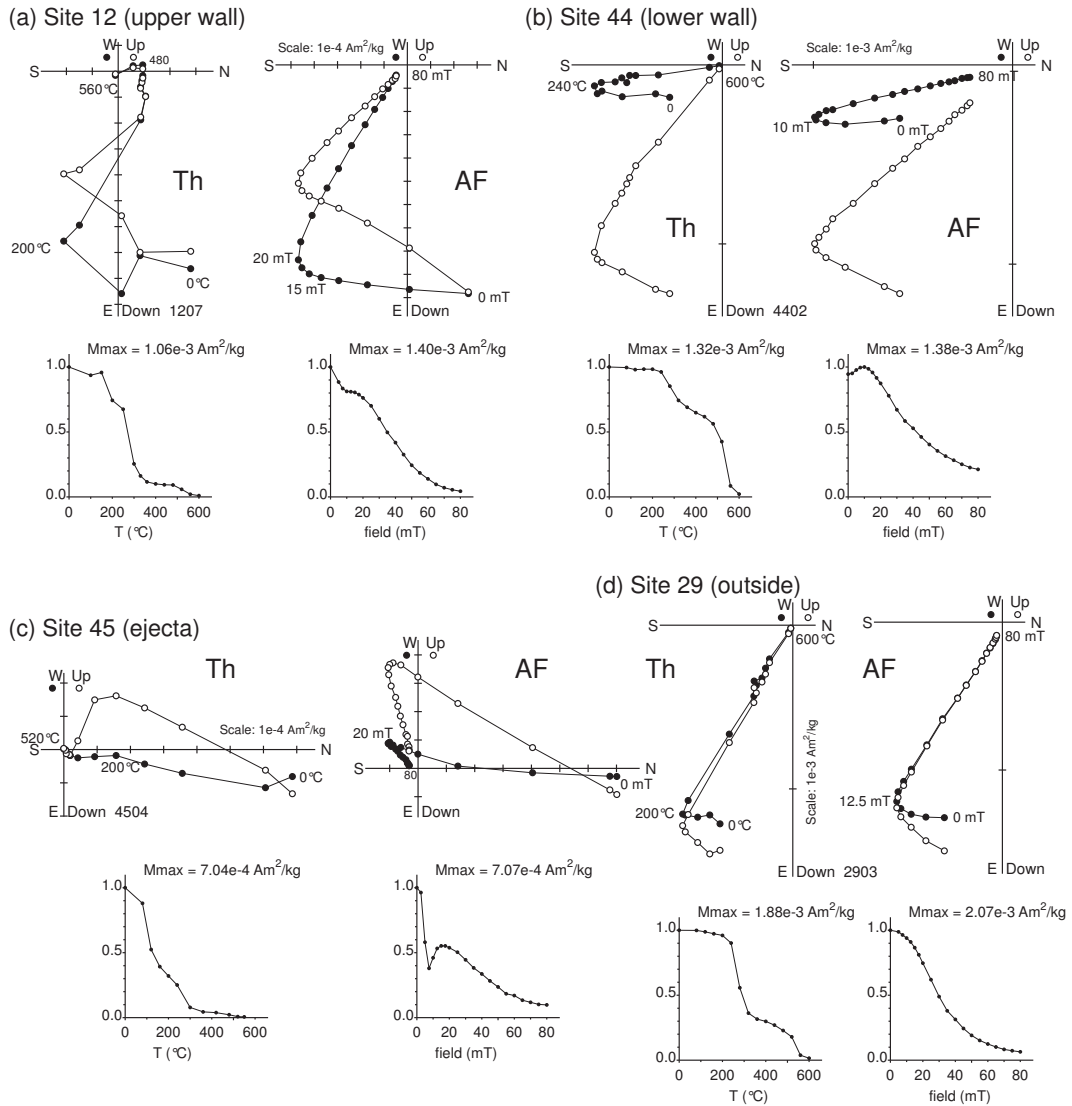 (a) Site 12 (upper wall)
W Up
480
S
560°C
Th
200°C
0°C
E Down 1207
Scale: 1e-4 Am²/kg
W Up
N
80 mT
AF
20 mT
15 mT
0 mT
E Down
Mmax = 1.06e-3 Am²/kg
1.0
0.5
0.0
0 200 400 600
T (°C)
Mmax = 1.40e-3 Am²/kg
1.0
0.5
0.0
0 20 40 60 80
field (mT)
(b) Site 44 (lower wall)
W Up
S
240°C
0
600°C
Th
E Down 4402
Scale: 1e-3 Am²/kg
W Up
N
80 mT
10 mT
0 mT
AF
E Down
Mmax = 1.32e-3 Am²/kg
1.0
0.5
0.0
0 200 400 600
T (°C)
Mmax = 1.38e-3 Am²/kg
1.0
0.5
0.0
0 20 40 60 80
field (mT)
(c) Site 45 (ejecta)
Th
W Up
520°C
S
200°C
Scale: 1e-4 Am²/kg
N
0°C
E Down 4504
W Up
AF
20 mT
S
80
N
0 mT
E Down
Mmax = 7.04e-4 Am²/kg
1.0
0.5
0.0
0 200 400 600
T (°C)
Mmax = 7.07e-4 Am²/kg
1.0
0.5
0.0
0 20 40 60 80
field (mT)
(d) Site 29 (outside)
W Up
S
N
600°C
Th
200°C
0°C
Scale: 1e-3 Am²/kg
E Down 2903
W Up
N
80 mT
AF
12.5 mT
0 mT
E Down
Mmax = 1.88e-3 Am²/kg
1.0
0.5
0.0
0 200 400 600
T (°C)
Mmax = 2.07e-3 Am²/kg
1.0
0.5
0.0
0 20 40 60 80
field (mT)